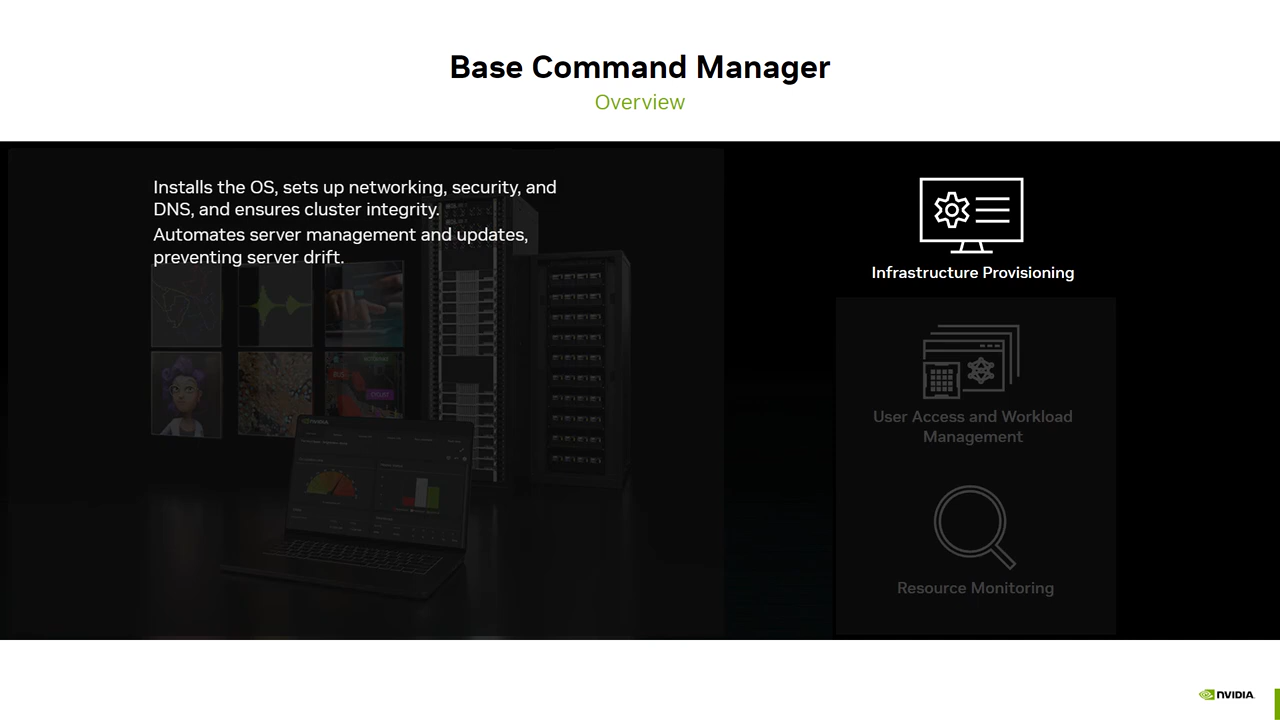 Base Command Manager
Overview
Installs the OS, sets up networking, security, and
DNS, and ensures cluster integrity.
Automates server management and updates,
preventing server drift.
Infrastructure Provisioning
User Access and Workload
Management
Resource Monitoring
NVIDIA.